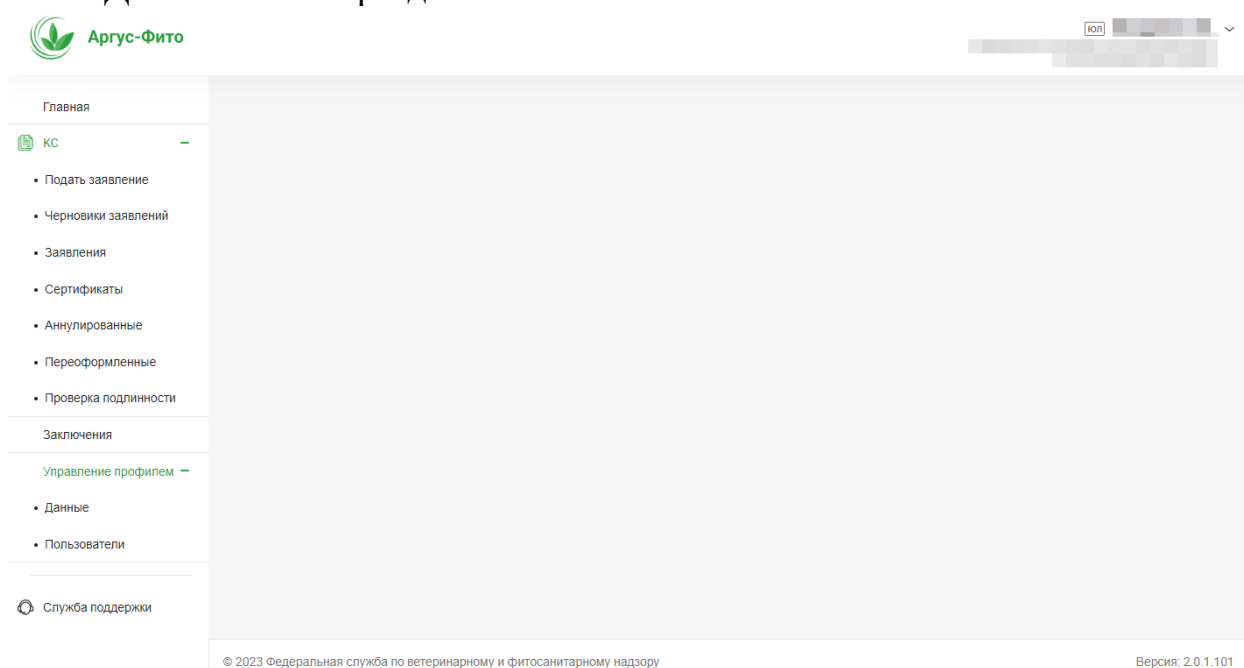 Аргус-Фито
ЮЛ
Главная
КС
Подать заявление
Черновики заявлений
Заявления
Сертификаты
Аннулированные
Переоформленные
Проверка подлинности
Заключения
Управление профилем
Данные
Пользователи
Служба поддержки
© 2023 Федеральная служба по ветеринарному и фитосанитарному надзору
Версия: 2.0.1.101